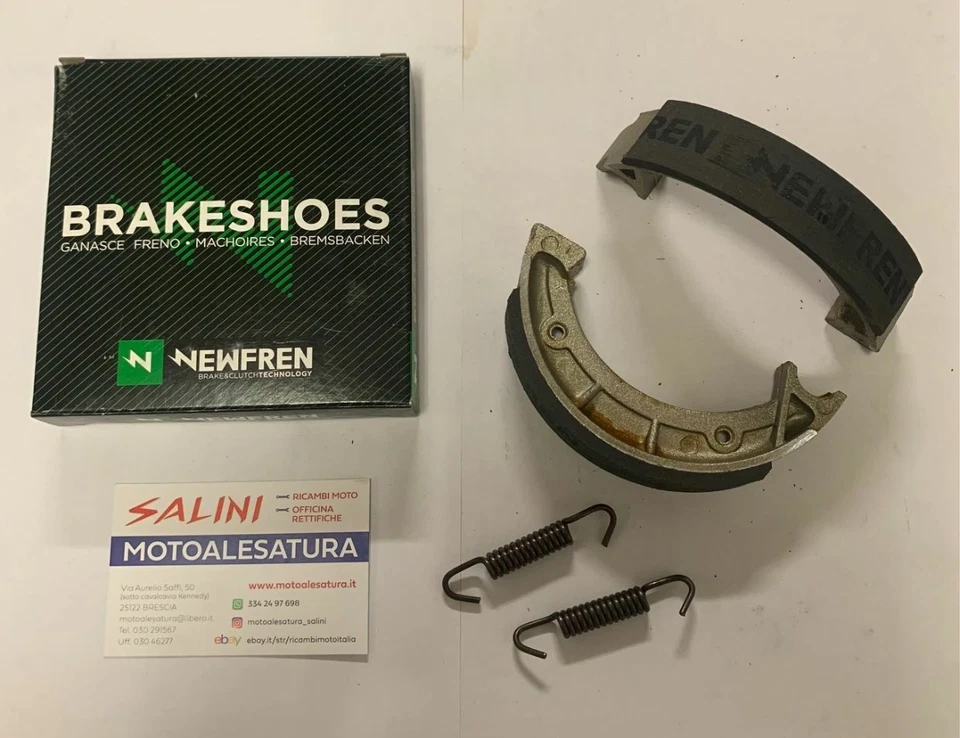 BRAKESHOES
GANASCE FRENO • MACHOIRES • BREMSBACKEN
NEWFREN
BRAKE&CLUTCHTECHNOLOGY
NEWFREN
REN NEWFREN
SALINI
RICAMBI MOTO
OFFICINA
RETTIFICHE
MOTOALESATURA
Via Aurelio Saffi, 50
(sotto cavalcavia Kennedy)
25122 BRESCIA
motoalesatura@libero.it
Tel. 030 291567
Uff. 030 46277
www.motoalesatura.it
334 24 97 698
motoalesatura_salini
ebay ebay.it/str/ricambimotoitalia